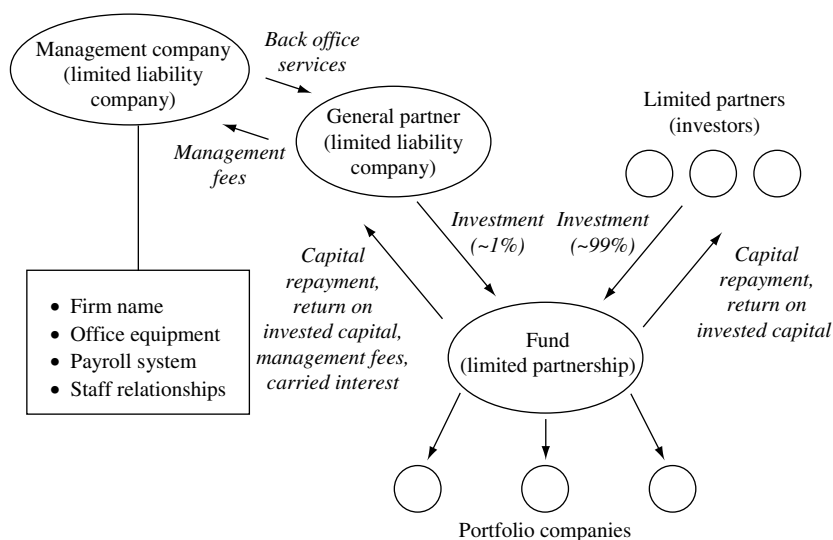 Management company
(limited liability
company)
Back office
services
General partner
(limited liability
company)
Management
fees
Limited partners
(investors)
Investment
(~1%)
Investment
(~99%)
Capital
repayment,
return on
invested capital,
management fees,
carried interest
Capital
repayment,
return on
invested capital
• Firm name
• Office equipment
• Payroll system
• Staff relationships
Fund
(limited partnership)
Portfolio companies